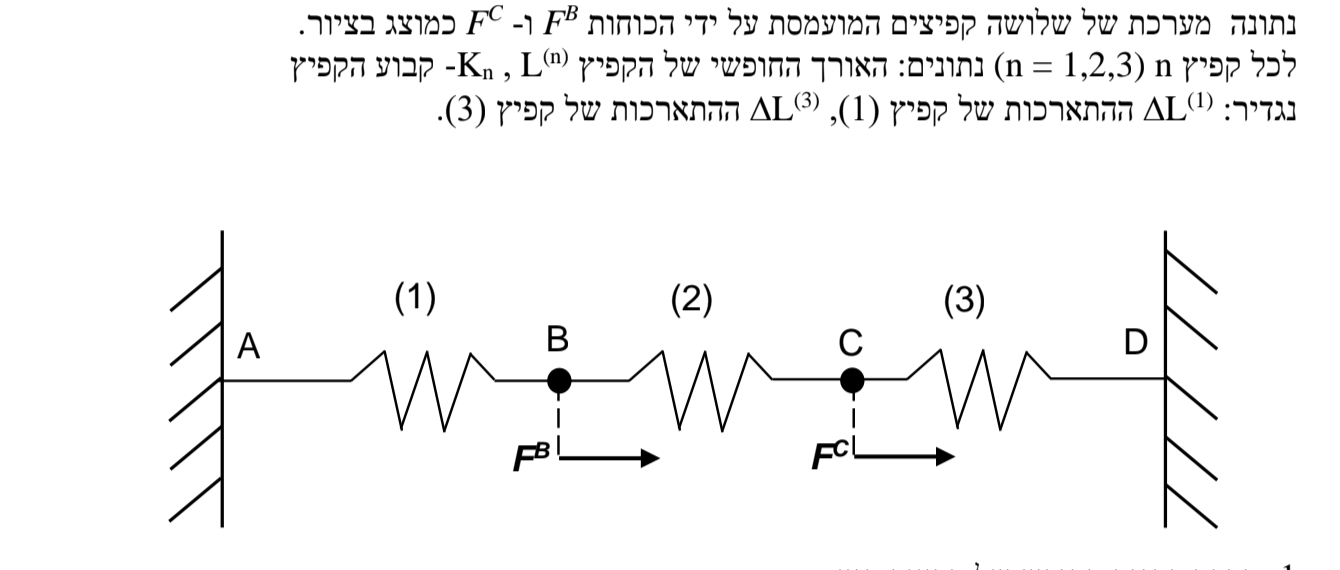 נתונה מערכת של שלושה קפיצים המועמסת על ידי הכוחות F^B ו- F^C כמוצג בציור.
לכל קפיץ n (n = 1,2,3) נתונים: האורך החופשי של הקפיץ L⁽ⁿ⁾ , Kₙ- קבוע הקפיץ
נגדיר: ΔL⁽¹⁾ ההתארכות של קפיץ (1), ΔL⁽³⁾ ההתארכות של קפיץ (3).
(1) (2) (3)
A B C D
F^B F^C